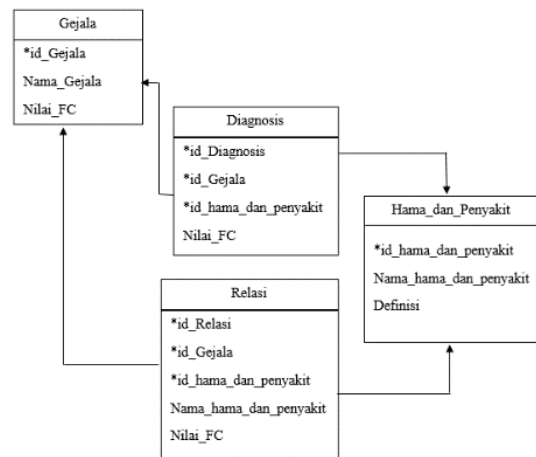 Gejala
*id_Gejala
Nama_Gejala
Nilai_FC
Diagnosis
*id_Diagnosis
*id_Gejala
*id_hama_dan_penyakit
Nilai_FC
Hama_dan_Penyakit
*id_hama_dan_penyakit
Nama_hama_dan_penyakit
Definisi
Relasi
*id_Relasi
*id_Gejala
*id_hama_dan_penyakit
Nama_hama_dan_penyakit
Nilai_FC